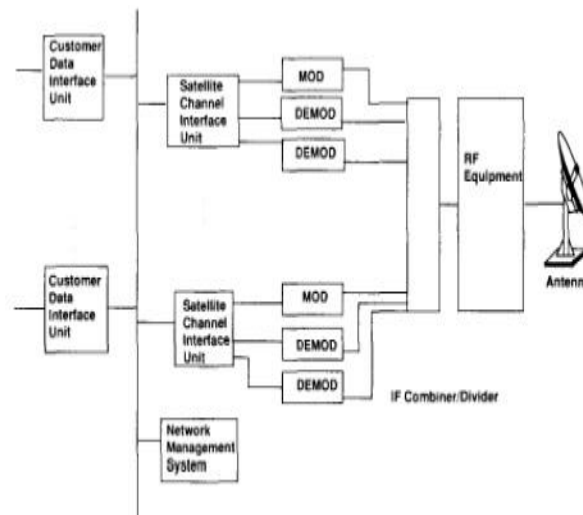 Customer
Data
Interface
Unit
Satellite
Channel
Interface
Unit
MOD
DEMOD
DEMOD
RF
Equipment
Antenn
Customer
Data
Interface
Unit
Satellite
Channel
Interface
Unit
MOD
DEMOD
DEMOD
IF Combiner/Divider
Network
Management
System